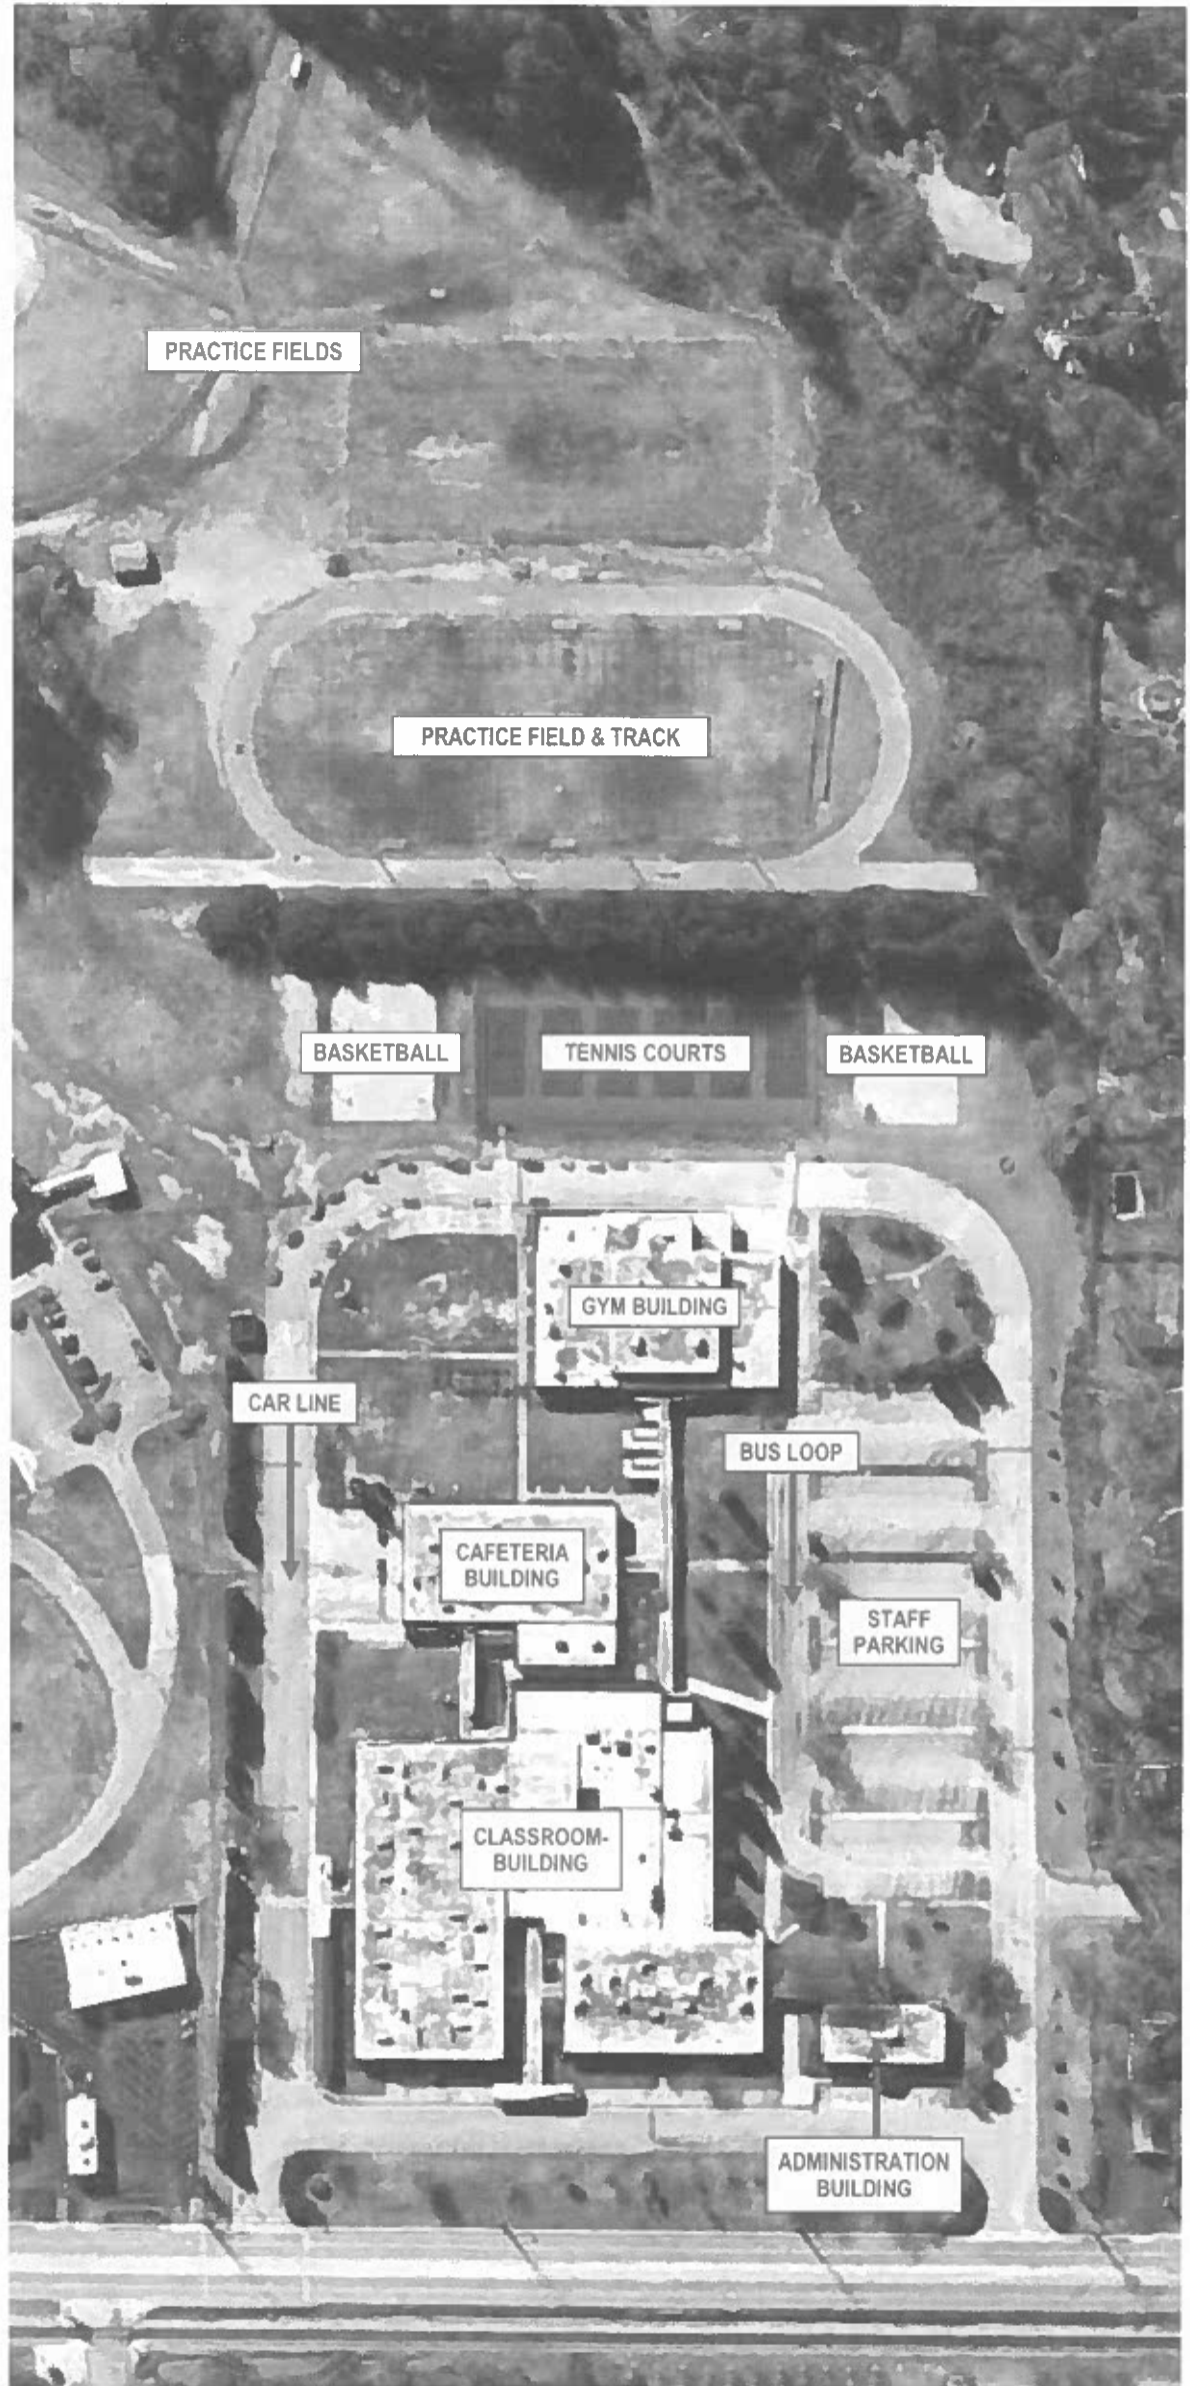 PRACTICE FIELDS
PRACTICE FIELD & TRACK
BASKETBALL
TENNIS COURTS
BASKETBALL
GYM BUILDING
CAR LINE
BUS LOOP
CAFETERIA
BUILDING
STAFF
PARKING
CLASSROOM-
BUILDING
ADMINISTRATION
BUILDING